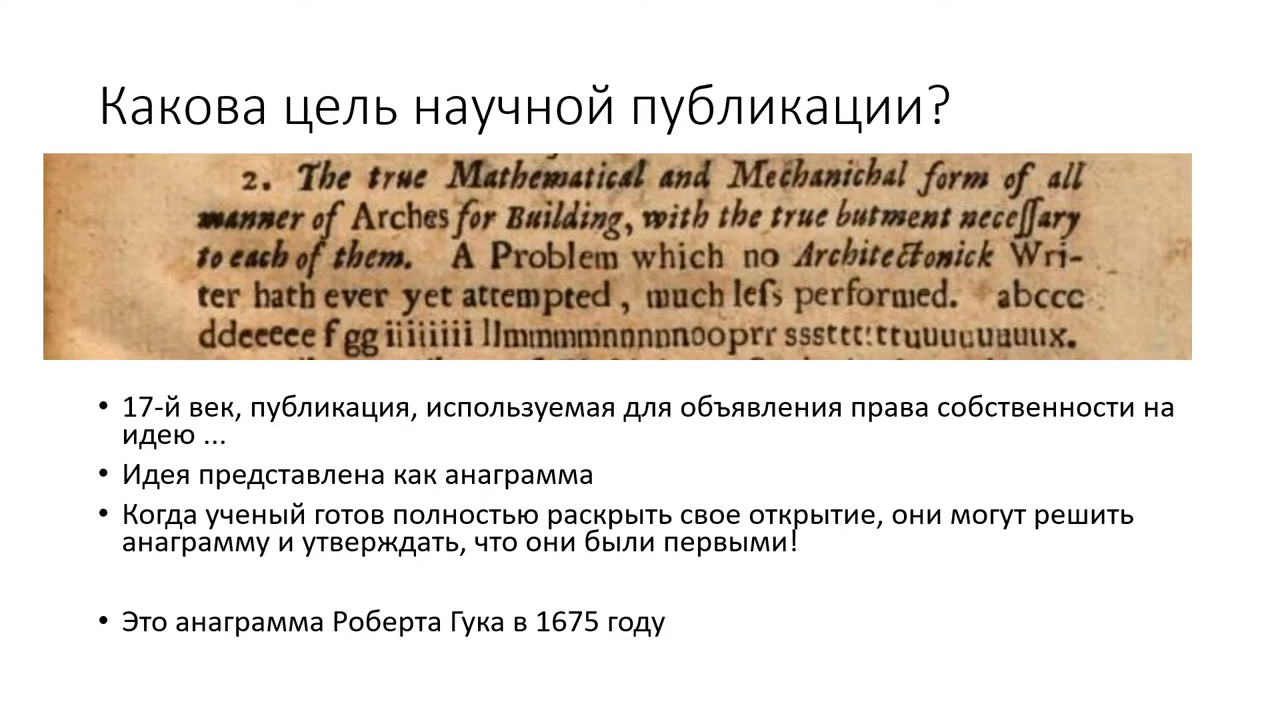 Какова цель научной публикации?
2. The true Mathematical and Mechanichal form of all
manner of Arches for Building, with the true butment neceſſary
to each of them. A Problem which no Architectonick Wri-
ter hath ever yet attempted, much leſs performed. abccc
ddeeeee f gg iiiiiiii llmmmmnnnnnooprr sssttttttuuuuuuuux.
• 17-й век, публикация, используемая для объявления права собственности на
идею ...
• Идея представлена как анаграмма
• Когда ученый готов полностью раскрыть свое открытие, они могут решить
анаграмму и утверждать, что они были первыми!
• Это анаграмма Роберта Гука в 1675 году